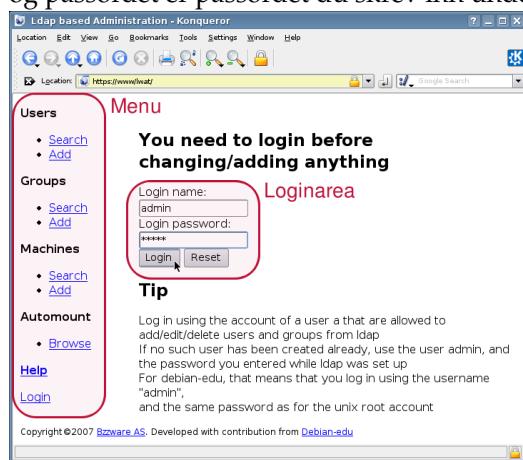 og passordet er passordet du skrev inn unde
Ldap based Administration - Konqueror
Location Edit View Go Bookmarks Tools Settings Window Help
Location: https://www/lwat/ Google Search
Menu
Users
• Search
• Add
Groups
• Search
• Add
Machines
• Search
• Add
Automount
• Browse
Help
Login
You need to login before
changing/adding anything
Loginarea
Login name:
admin
Login password:
*****
Login Reset
Tip
Log in using the account of a user a that are allowed to
add/edit/delete users and groups from ldap
If no such user has been created already, use the user admin, and
the password you entered while ldap was set up
For debian-edu, that means that you log in using the username
"admin",
and the same password as for the unix root account
Copyright©2007 Bzzware AS. Developed with contribution from Debian-edu